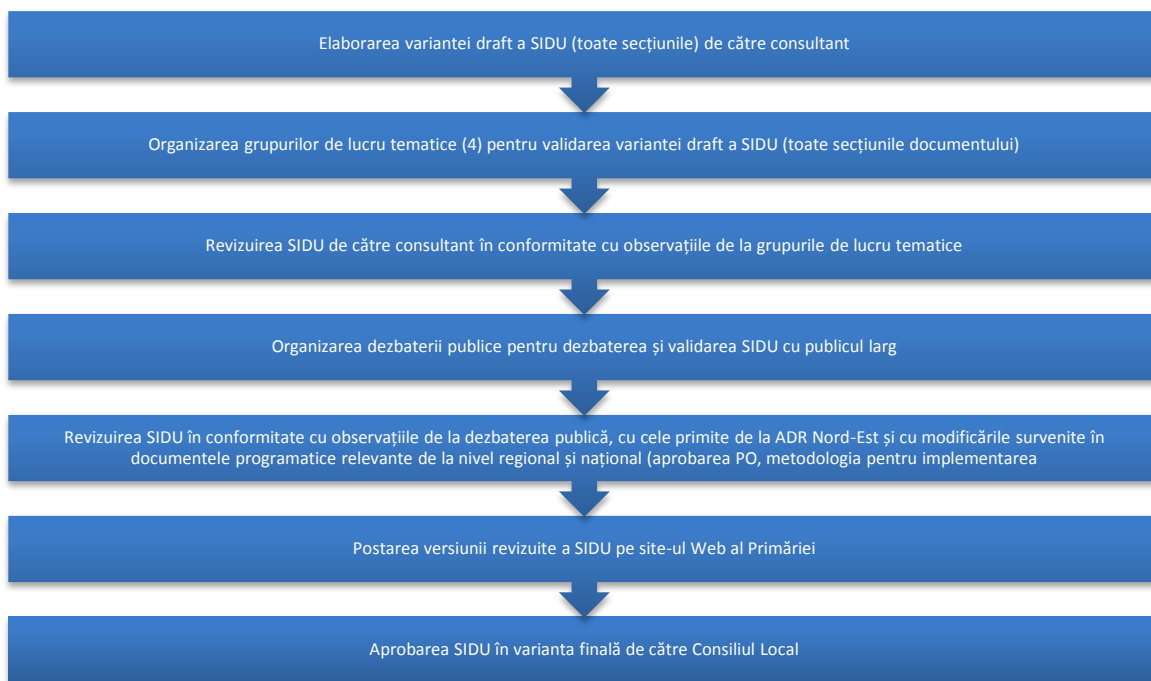 Elaborarea variantei draft a SIDU (toate secțiunile) de către consultant
Organizarea grupurilor de lucru tematice (4) pentru validarea variantei draft a SIDU (toate secțiunile documentului)
Revizuirea SIDU de către consultant în conformitate cu observațiile de la grupurile de lucru tematice
Organizarea dezbaterii publice pentru dezbaterea și validarea SIDU cu publicul larg
Revizuirea SIDU în conformitate cu observațiile de la dezbaterea publică, cu cele primite de la ADR Nord-Est și cu modificările survenite în
documentele programatice relevante de la nivel regional și național (aprobarea PO, metodologia pentru implementarea
Postarea versiunii revizuite a SIDU pe site-ul Web al Primăriei
Aprobarea SIDU în varianta finală de către Consiliul Local